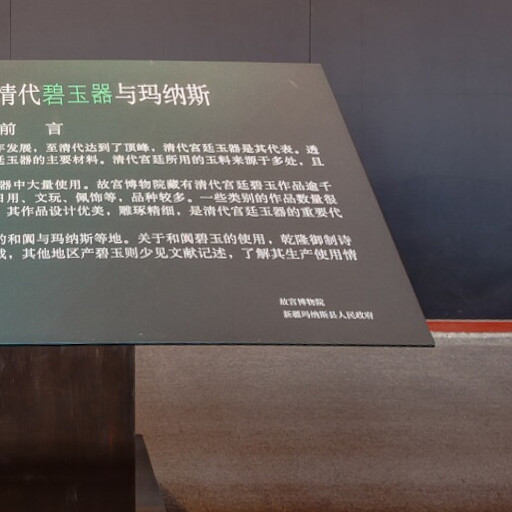 清代碧玉器与玛纳斯
前 言
发展，至清代达到了顶峰，清代宫廷玉器是其代表。透
玉器的主要材料。清代宫廷所用的玉料来源于多处，且
器中大量使用。故宫博物院藏有清代宫廷碧玉作品逾千
日用、文玩、佩饰等，品种较多。一些类别的作品数量很
其作品设计优美，雕琢精细，是清代宫廷玉器的重要代
的和阗与玛纳斯等地。关于和阗碧玉的使用，乾隆御制诗
载，其他地区产碧玉则少见文献记述，了解其生产使用情
故宫博物院
新疆玛纳斯县人民政府